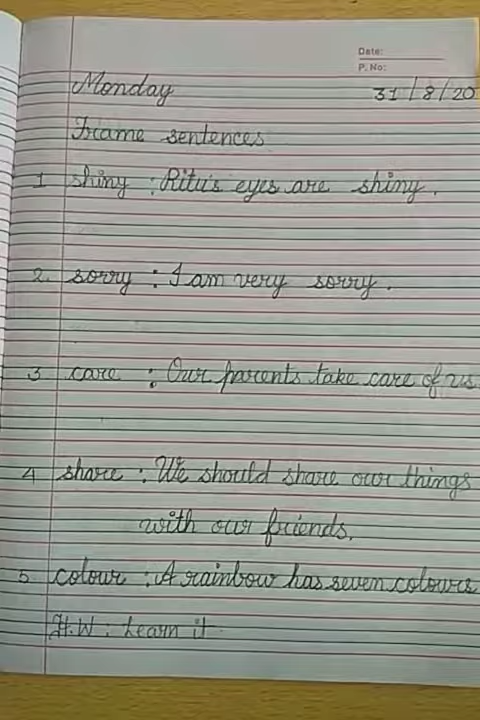 Date:
P. No:
Monday 31/8/20
Frame sentences
1 shiny : Ritu's eyes are shiny.
2. sorry : I am very sorry.
3 care : Our parents take care of us
4 share : We should share our things
with our friends.
5 colour : A rainbow has seven colours
H.W : Learn it